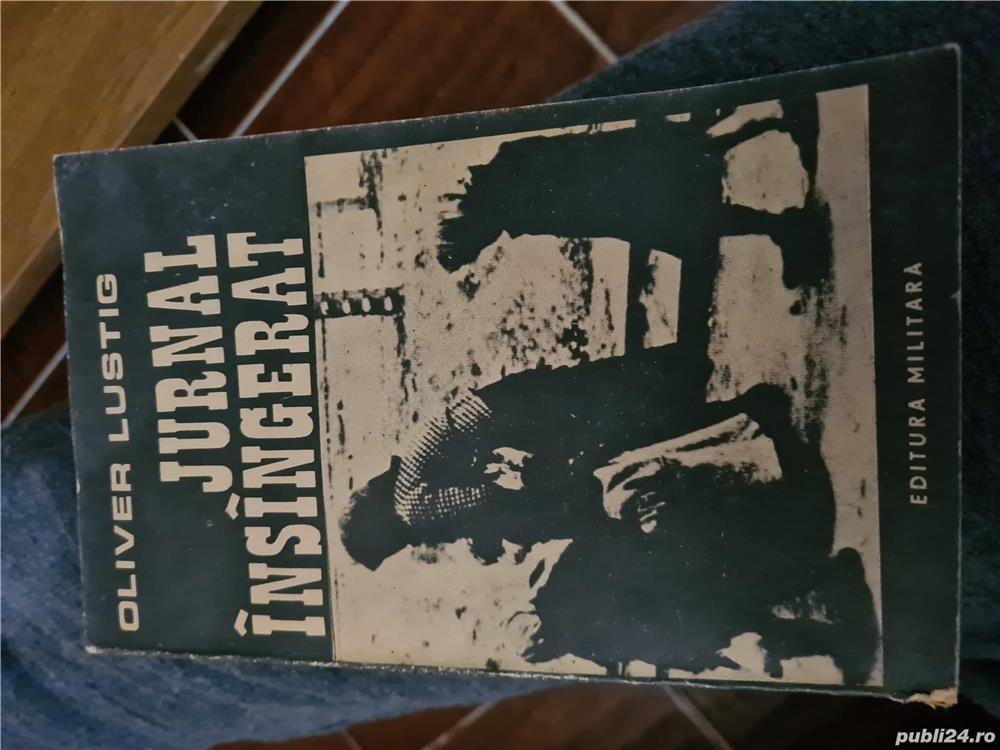 OLIVER LUSTIG
JURNAL
ÎNSÎNGERAT
EDITURA MILITARA
publi24.ro